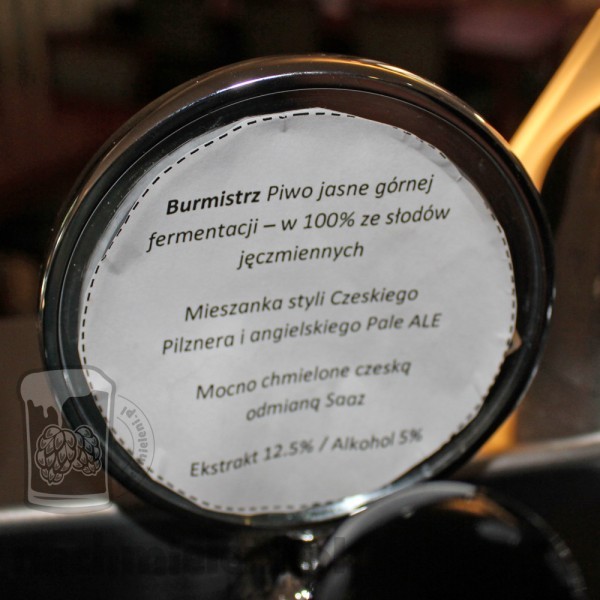 Burmistrz Piwo jasne górnej
fermentacji – w 100% ze słodów
jęczmiennych
Mieszanka styli Czeskiego
Pilznera i angielskiego Pale ALE
Mocno chmielone czeską
odmianą Saaz
Ekstrakt 12.5% / Alkohol 5%